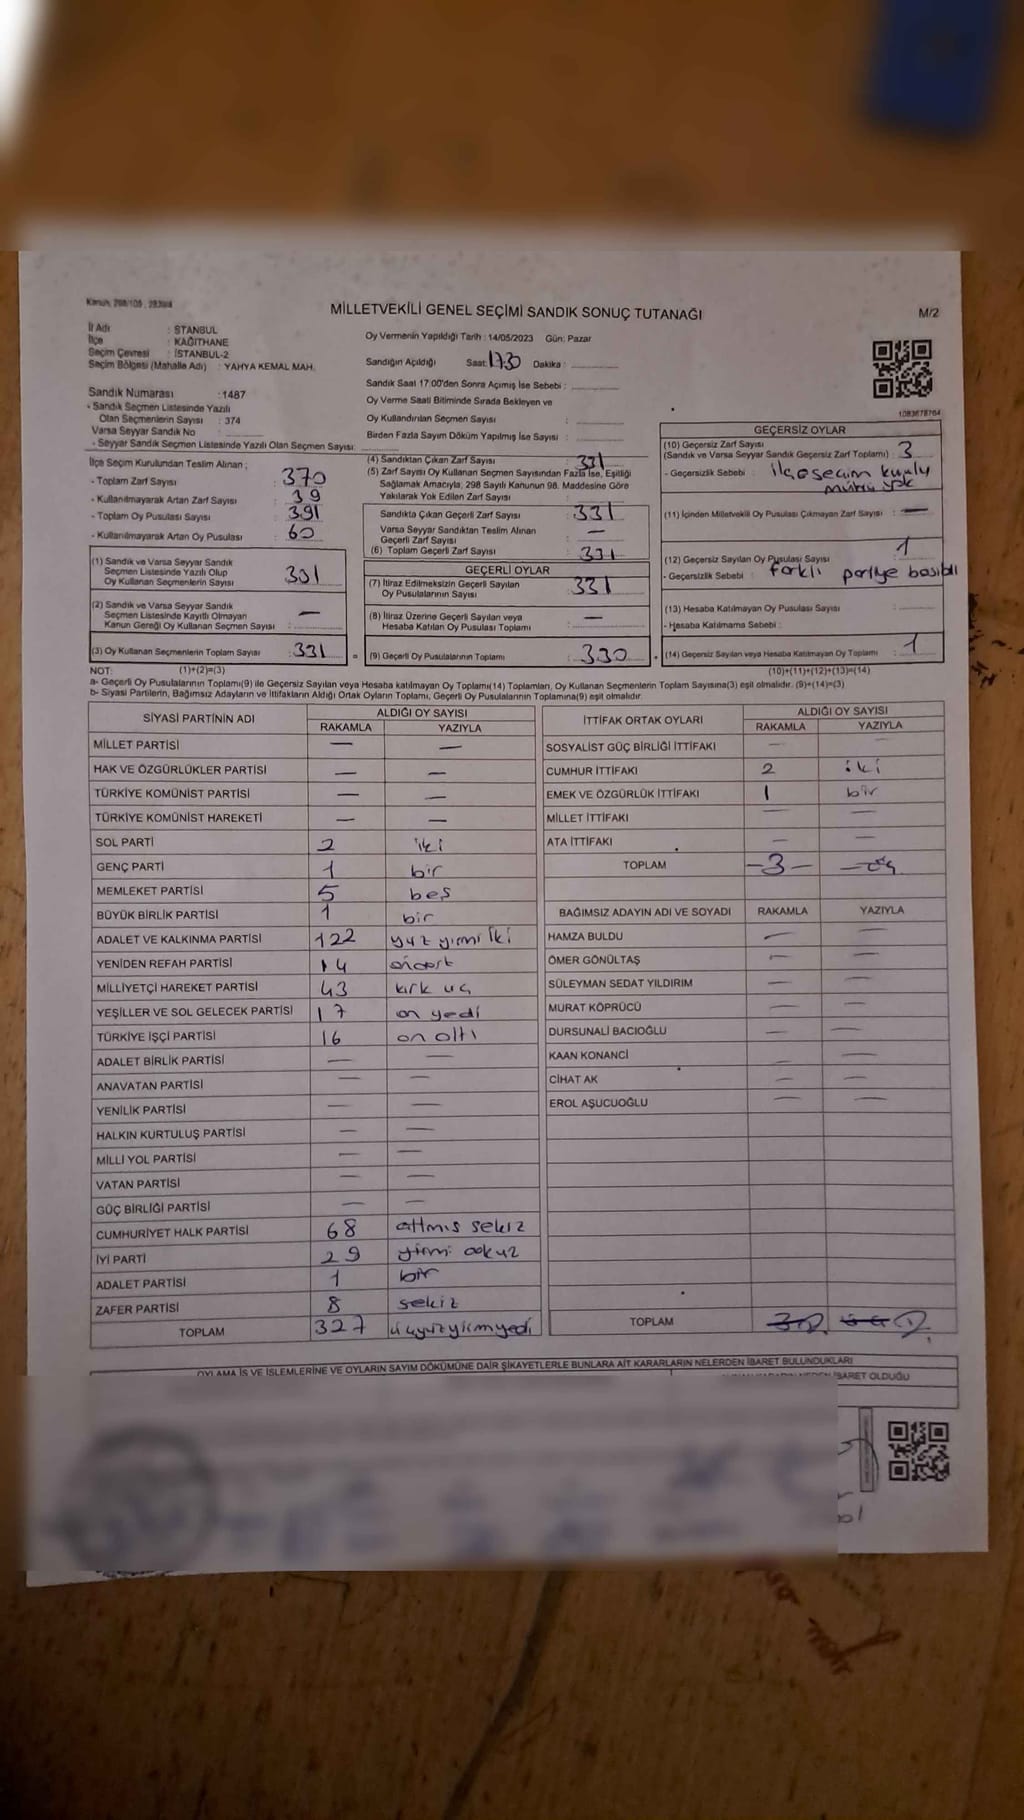 MİLLETVEKİLİ GENEL SEÇİMİ SANDIK SONUÇ TUTANAĞI
M/2
İl Adı : İSTANBUL
İlçe : KAĞITHANE
Seçim Çevresi : İSTANBUL-2
Seçim Bölgesi (Mahalle Adı) : YAHYA KEMAL MAH.
Sandık Numarası : 1487
- Sandık Seçmen Listesinde Yazılı
Olan Seçmenlerin Sayısı : 374
Varsa Seyyar Sandık No
- Seyyar Sandık Seçmen Listesinde Yazılı Olan Seçmen Sayısı:
Oy Vermenin Yapıldığı Tarih : 14/05/2023 Gün: Pazar
Sandığın Açıldığı Saat: 1730 Dakika :
Sandık Saat 17:00'den Sonra Açılmış İse Sebebi :
Oy Verme Saati Bitiminde Sırada Bekleyen ve
Oy Kullandırılan Seçmen Sayısı :
Birden Fazla Sayım Döküm Yapılmış İse Sayısı :
1083678764
İlçe Seçim Kurulundan Teslim Alınan ;
- Toplam Zarf Sayısı : 370
- Kullanılmayarak Artan Zarf Sayısı : 39
- Toplam Oy Pusulası Sayısı : 391
- Kullanılmayarak Artan Oy Pusulası : 60
(1) Sandık ve Varsa Seyyar Sandık
Seçmen Listesinde Yazılı Olup
Oy Kullanan Seçmenlerin Sayısı : 301
(2) Sandık ve Varsa Seyyar Sandık
Seçmen Listesinde Kayıtlı Olmayan
Kanun Gereği Oy Kullanan Seçmen Sayısı : —
(3) Oy Kullanan Seçmenlerin Toplam Sayısı : 331
(4) Sandıktan Çıkan Zarf Sayısı : 331
(5) Zarf Sayısı Oy Kullanan Seçmen Sayısından Fazla İse, Eşitliği
Sağlamak Amacıyla, 298 Sayılı Kanunun 98. Maddesine Göre
Yakılarak Yok Edilen Zarf Sayısı :
Sandıkta Çıkan Geçerli Zarf Sayısı : 331
Varsa Seyyar Sandıktan Teslim Alınan
Geçerli Zarf Sayısı : —
(6) Toplam Geçerli Zarf Sayısı : 331
GEÇERLİ OYLAR
(7) İtiraz Edilmeksizin Geçerli Sayılan
Oy Pusulalarının Sayısı : 331
(8) İtiraz Üzerine Geçerli Sayılan veya
Hesaba Katılan Oy Pusulası Toplamı : —
(9) Geçerli Oy Pusulalarının Toplamı : 330
GEÇERSİZ OYLAR
(10) Geçersiz Zarf Sayısı
(Sandık ve Varsa Seyyar Sandık Geçersiz Zarf Toplamı) : 3
- Geçersizlik Sebebi : ilçe seçim kurulu
mührü yok
(11) İçinden Milletvekili Oy Pusulası Çıkmayan Zarf Sayısı : —
(12) Geçersiz Sayılan Oy Pusulası Sayısı : 1
- Geçersizlik Sebebi : farklı partiye basıldı
(13) Hesaba Katılmayan Oy Pusulası Sayısı :
- Hesaba Katılmama Sebebi :
(14) Geçersiz Sayılan veya Hesaba Katılmayan Oy Toplamı : 1
NOT: (1)+(2)=(3) (10)+(11)+(12)+(13)=(14)
a- Geçerli Oy Pusulalarının Toplamı(9) ile Geçersiz Sayılan veya Hesaba katılmayan Oy Toplamı(14) Toplamları, Oy Kullanan Seçmenlerin Toplam Sayısına(3) eşit olmalıdır. (9)+(14)=(3)
b- Siyasi Partilerin, Bağımsız Adayların ve İttifakların Aldığı Ortak Oyların Toplamı, Geçerli Oy Pusulalarının Toplamına(9) eşit olmalıdır.
SİYASİ PARTİNİN ADI ALDIĞI OY SAYISI
RAKAMLA YAZIYLA
MİLLET PARTİSİ — —
HAK VE ÖZGÜRLÜKLER PARTİSİ — —
TÜRKİYE KOMÜNİST PARTİSİ — —
TÜRKİYE KOMÜNİST HAREKETİ — —
SOL PARTİ 2 iki
GENÇ PARTİ 1 bir
MEMLEKET PARTİSİ 5 beş
BÜYÜK BİRLİK PARTİSİ 1 bir
ADALET VE KALKINMA PARTİSİ 122 yüz yirmi iki
YENİDEN REFAH PARTİSİ 14 ondört
MİLLİYETÇİ HAREKET PARTİSİ 43 kırk üç
YEŞİLLER VE SOL GELECEK PARTİSİ 17 on yedi
TÜRKİYE İŞÇİ PARTİSİ 16 on altı
ADALET BİRLİK PARTİSİ — —
ANAVATAN PARTİSİ — —
YENİLİK PARTİSİ — —
HALKIN KURTULUŞ PARTİSİ — —
MİLLİ YOL PARTİSİ — —
VATAN PARTİSİ — —
GÜÇ BİRLİĞİ PARTİSİ — —
CUMHURİYET HALK PARTİSİ 68 altmış sekiz
İYİ PARTİ 29 yirmi dokuz
ADALET PARTİSİ 1 bir
ZAFER PARTİSİ 8 sekiz
TOPLAM 327 üçyüzyirmiyedi
İTTİFAK ORTAK OYLARI ALDIĞI OY SAYISI
RAKAMLA YAZIYLA
SOSYALİST GÜÇ BİRLİĞİ İTTİFAKI — —
CUMHUR İTTİFAKI 2 iki
EMEK VE ÖZGÜRLÜK İTTİFAKI 1 bir
MİLLET İTTİFAKI — —
ATA İTTİFAKI — —
TOPLAM -3- -üç
BAĞIMSIZ ADAYIN ADI VE SOYADI RAKAMLA YAZIYLA
HAMZA BULDU — —
ÖMER GÖNÜLTAŞ — —
SÜLEYMAN SEDAT YILDIRIM — —
MURAT KÖPRÜCÜ — —
DURSUNALİ BACIOĞLU — —
KAAN KONANCİ — —
CİHAT AK — —
EROL AŞUCUOĞLU — —
TOPLAM
OYLAMA İŞ VE İŞLEMLERİNE VE OYLARIN SAYIM DÖKÜMÜNE DAİR ŞİKAYETLERLE BUNLARA AİT KARARLARIN NELERDEN İBARET BULUNDUKLARI
İBARET OLDUĞU